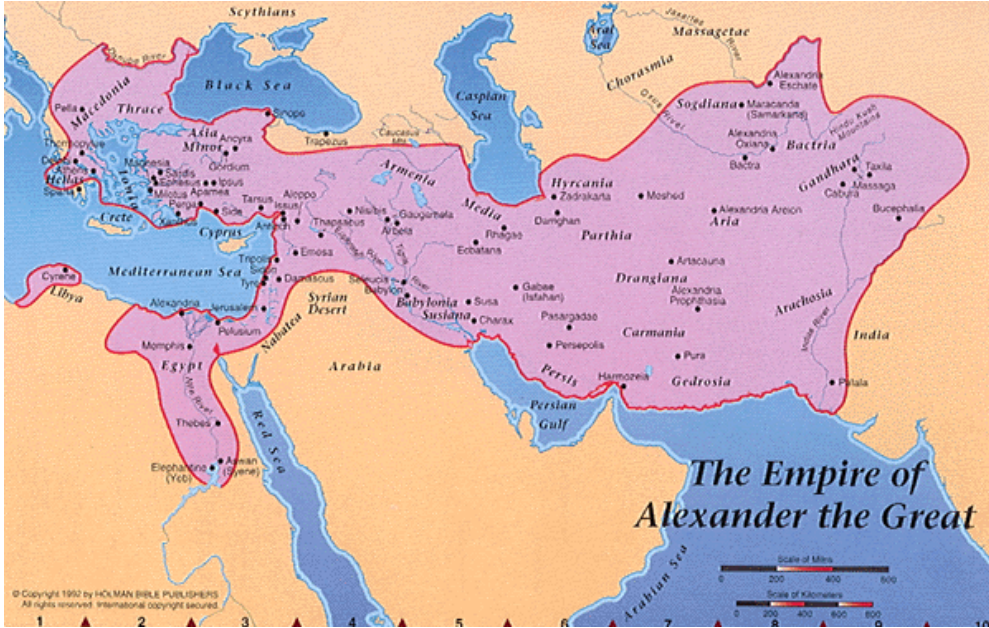 Scythians
Aral
Sea
Jaxartes
River
Massagetae
Danube River
Black Sea
Caspian
Sea
Chorasmia
Oxus River
Sogdiana
Alexandria
Eschate
Maracanda
(Samarkand)
Macedonia
Pella
Thrace
Sinope
Trapezus
Caucasus
Mts.
Alexandria
Oxiana
Bactra
Bactria
Hindu Kush
Mountains
Thermopylae
Delphi
Athens
Hellas
Sparta
Ionia
Asia
Minor
Ancyra
Gordium
Magnesia
Sardis
Ephesus
Ipsus
Miletus
Apamea
Perga
Xanthus
Side
Tarsus
Issus
Aleppo
Antioch
Thapsacus
Nisibis
Gaugamela
Arbela
Armenia
Media
Hyrcania
Zadrakarta
Damghan
Meshed
Rhagae
Ecbatana
Parthia
Alexandria Areion
Aria
Gandhara
Taxila
Massaga
Cabura
Bucephalia
Crete
Cyprus
Mediterranean Sea
Cyrene
Libya
Tripolis
Sidon
Tyre
Emesa
Damascus
Euphrates
River
Tigris
River
Seleucia
Babylon
Babylonia
Susiana
Susa
Charax
Gabae
(Isfahan)
Pasargadae
Persepolis
Artacauna
Drangiana
Alexandria
Prophthasia
Arachosia
Carmania
Indus River
India
Alexandria
Jerusalem
Pelusium
Nabatea
Syrian
Desert
Memphis
Egypt
Nile River
Arabia
Persis
Harmozeia
Pura
Gedrosia
Patala
Thebes
Red Sea
Persian
Gulf
Elephantine
(Yeb)
Aswan
(Syene)
The Empire of
Alexander the Great
Arabian Sea
Scale of Miles
0 200 400 600
Scale of Kilometers
0 200 400 600 800
© Copyright 1992 by HOLMAN BIBLE PUBLISHERS
All rights reserved. International copyright secured.
1 2 3 4 5 6 7 8 9 10